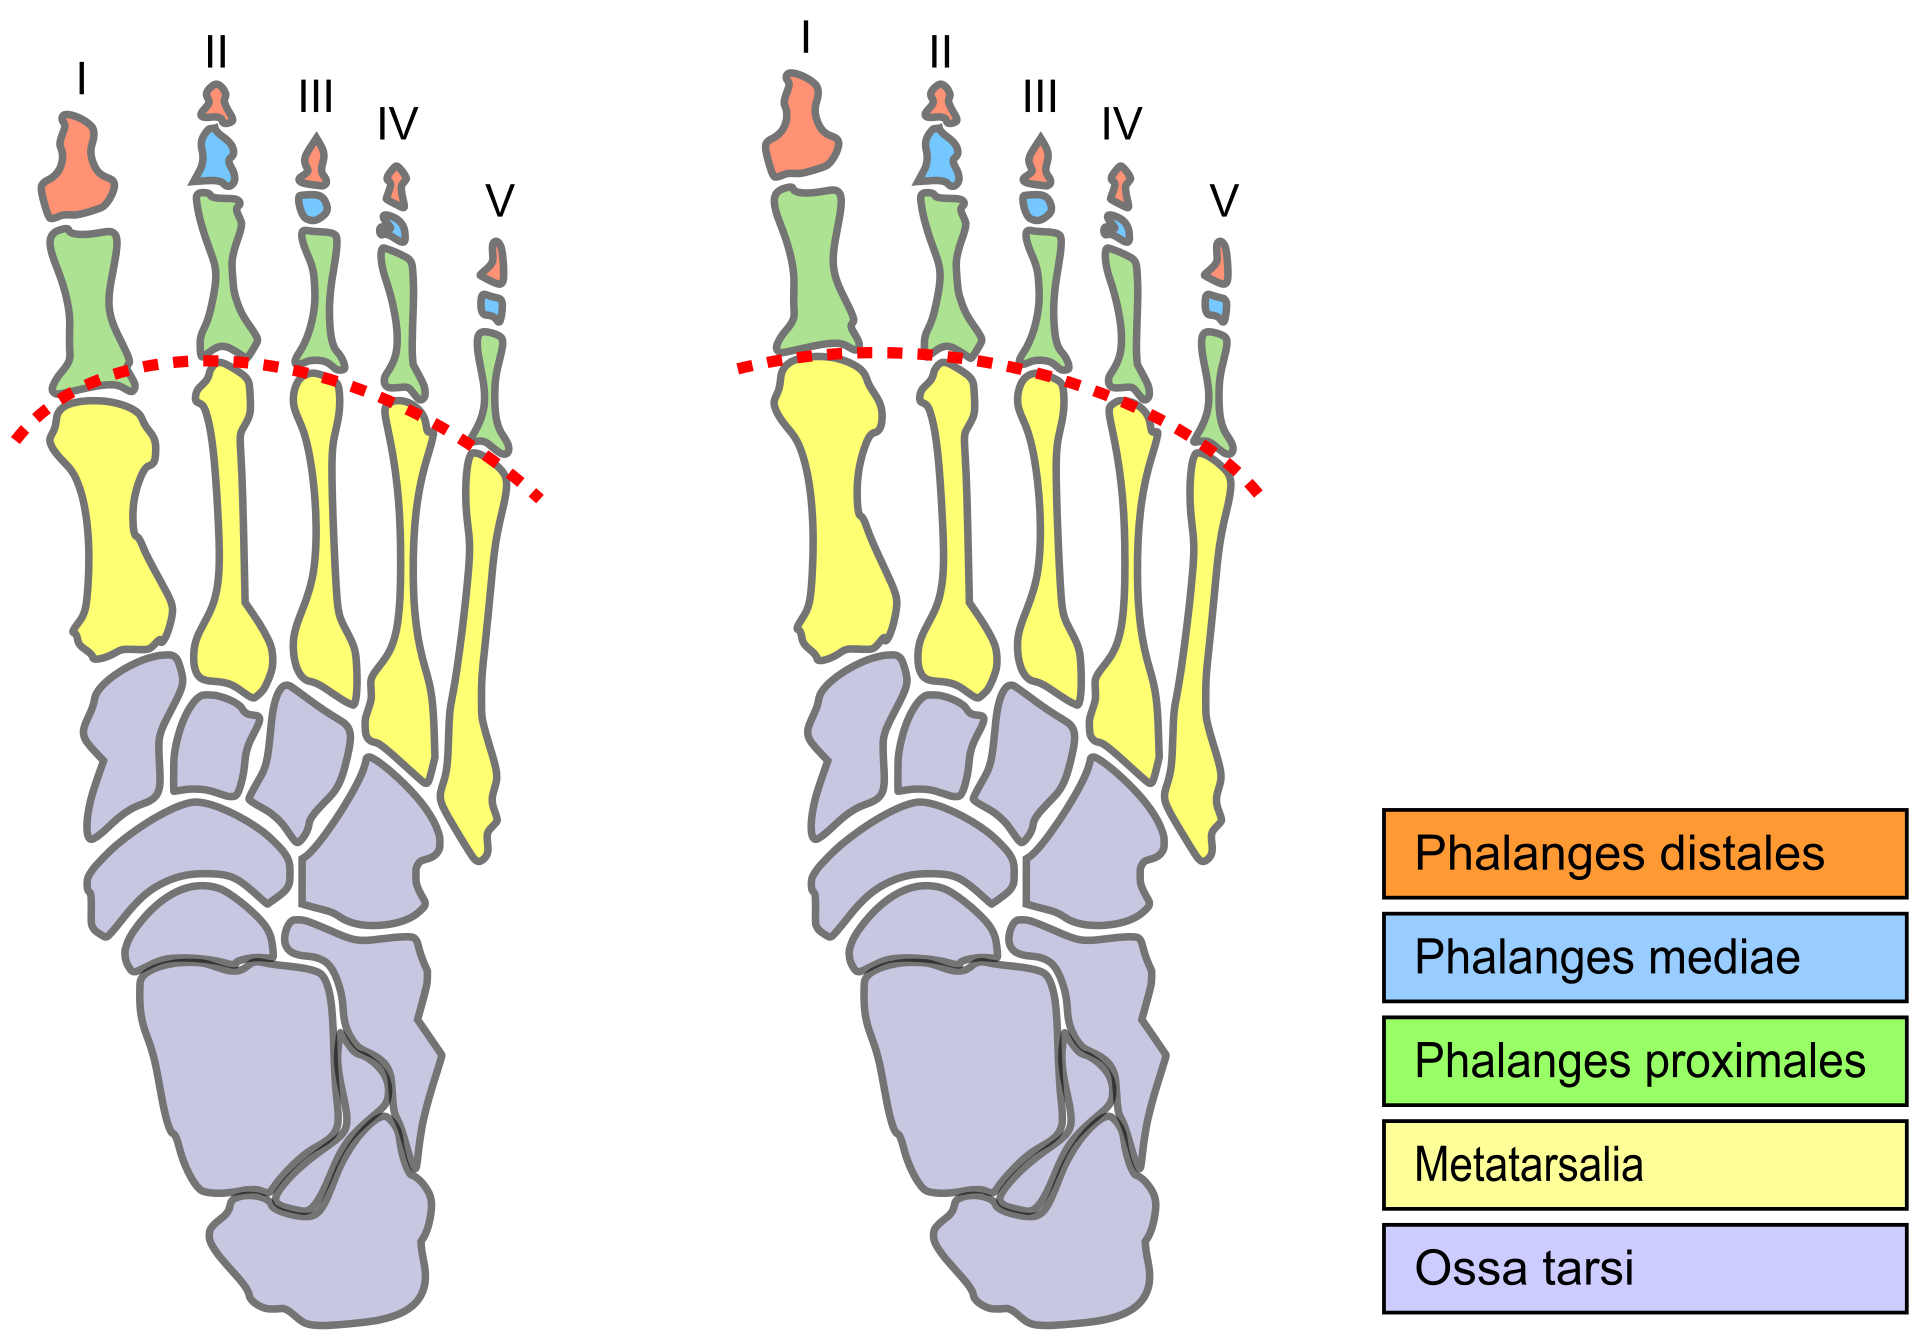 I
II
III
IV
V
I
II
III
IV
V
Phalanges distales
Phalanges mediae
Phalanges proximales
Metatarsalia
Ossa tarsi